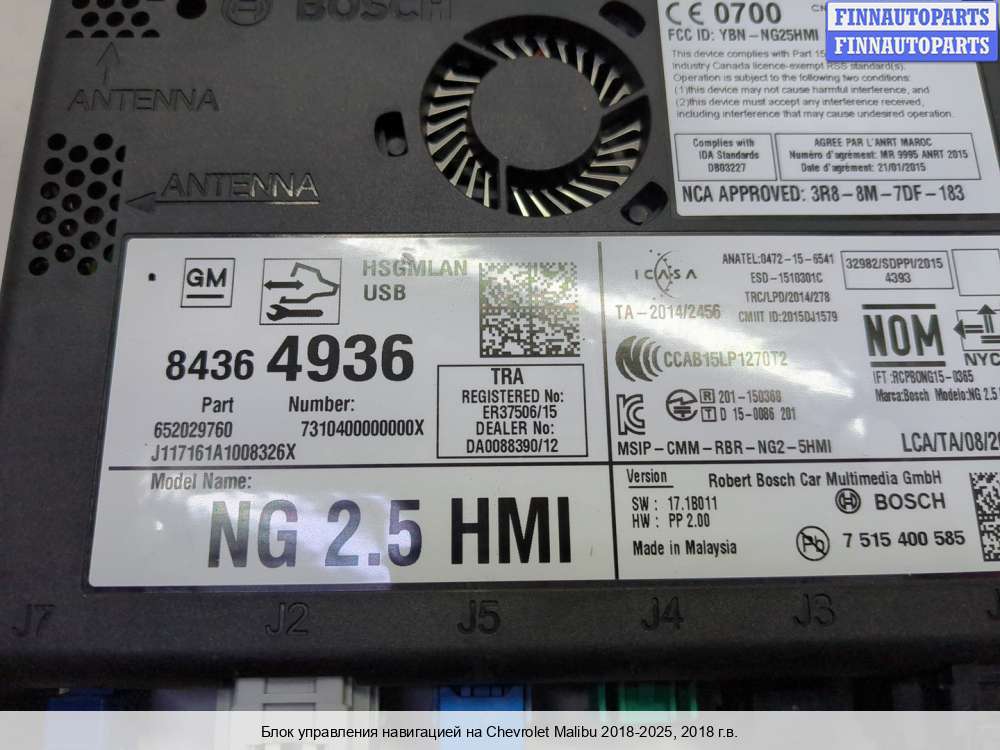 BOSCH
ANTENNA
ANTENNA
CE 0700
FCC ID: YBN-NG25HMI
FINNAUTOPARTS
FINNAUTOPARTS
This device complies with Part 15
Industry Canada licence-exempt RSS standard(s).
Operation is subject to the following two conditions:
(1)this device may not cause harmful interference, and
(2)this device must accept any interference received,
including interference that may cause undesired operation.
Complies with
IDA Standards
DB03227
AGREE PAR L'ANRT MAROC
Numéro d'agrément: MR 9995 ANRT 2015
Date d'agrément: 21/01/2015
NCA APPROVED: 3R8-8M-7DF-183
GM
HSGMLAN
USB
8436 4936
Part Number:
652029760 7310400000000X
J117161A1008326X
TRA
REGISTERED No:
ER37506/15
DEALER No:
DA0088390/12
Model Name:
NG 2.5 HMI
ICASA
TA-2014/2456
ANATEL:0472-15-6541
ESD-1510301C
TRC/LPD/2014/278
CMIIT ID:2015DJ1579
32982/SDPPI/2015
4393
CCAB15LP1270T2
NOM
NYC
IFT:RCPBONG15-0365
Marca:Bosch Modelo:NG 2.5
R 201-150368
T D 15-0086 201
MSIP-CMM-RBR-NG2-5HMI
LCA/TA/08/2
Version
SW: 17.1B011
HW: PP 2.00
Made in Malaysia
Robert Bosch Car Multimedia GmbH
BOSCH
Pb
7 515 400 585
J7 J2 J5 J4 J3
Блок управления навигацией на Chevrolet Malibu 2018-2025, 2018 г.в.